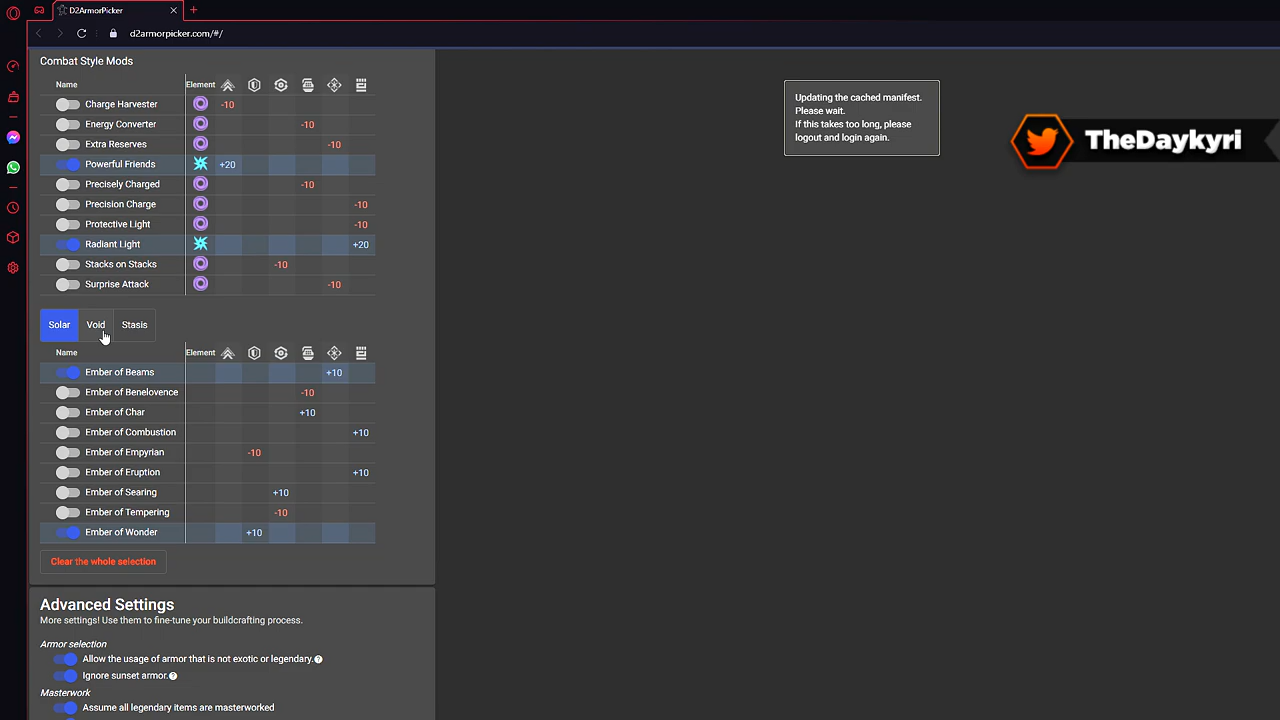 D2ArmorPicker
d2armorpicker.com/#/
Combat Style Mods
Name Element
Charge Harvester -10
Energy Converter -10
Extra Reserves -10
Powerful Friends +20
Precisely Charged -10
Precision Charge -10
Protective Light -10
Radiant Light +20
Stacks on Stacks -10
Surprise Attack -10
Solar Void Stasis
Name Element
Ember of Beams +10
Ember of Benelovence -10
Ember of Char +10
Ember of Combustion +10
Ember of Empyrian -10
Ember of Eruption +10
Ember of Searing +10
Ember of Tempering -10
Ember of Wonder +10
Clear the whole selection
Advanced Settings
More settings! Use them to fine-tune your buildcrafting process.
Armor selection
Allow the usage of armor that is not exotic or legendary.
Ignore sunset armor.
Masterwork
Assume all legendary items are masterworked
Updating the cached manifest.
Please wait.
If this takes too long, please
logout and login again.
TheDaykyri